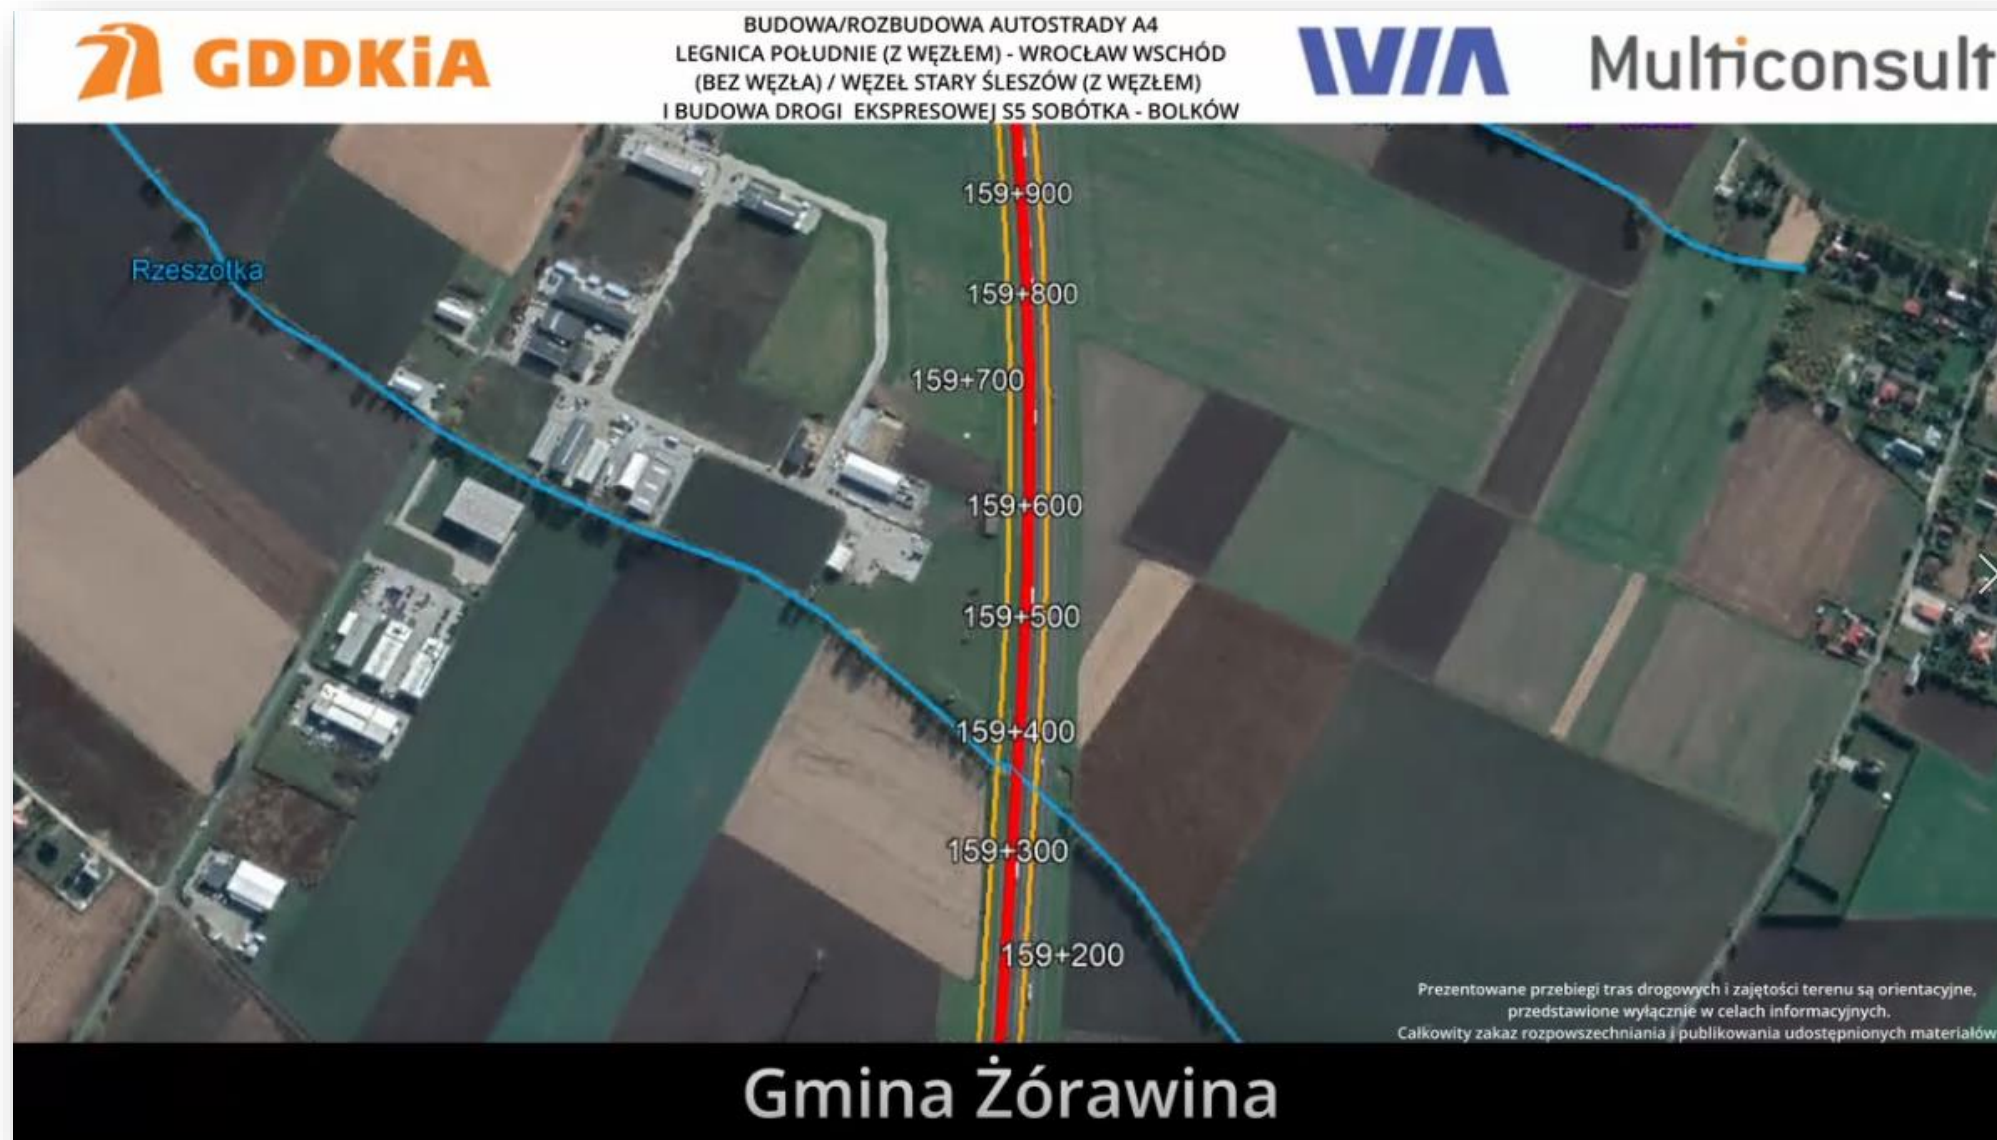 GDDKiA
BUDOWA/ROZBUDOWA AUTOSTRADY A4
LEGNICA POŁUDNIE (Z WĘZŁEM) - WROCŁAW WSCHÓD
(BEZ WĘZŁA) / WĘZEŁ STARY ŚLESZÓW (Z WĘZŁEM)
I BUDOWA DROGI EKSPRESOWEJ S5 SOBÓTKA - BOLKÓW
IVIA
Multiconsult
159+900
Rzeszotka
159+800
159+700
159+600
159+500
159+400
159+300
159+200
Prezentowane przebiegi tras drogowych i zajętości terenu są orientacyjne,
przedstawione wyłącznie w celach informacyjnych.
Całkowity zakaz rozpowszechniania i publikowania udostępnionych materiałów
Gmina Żórawina